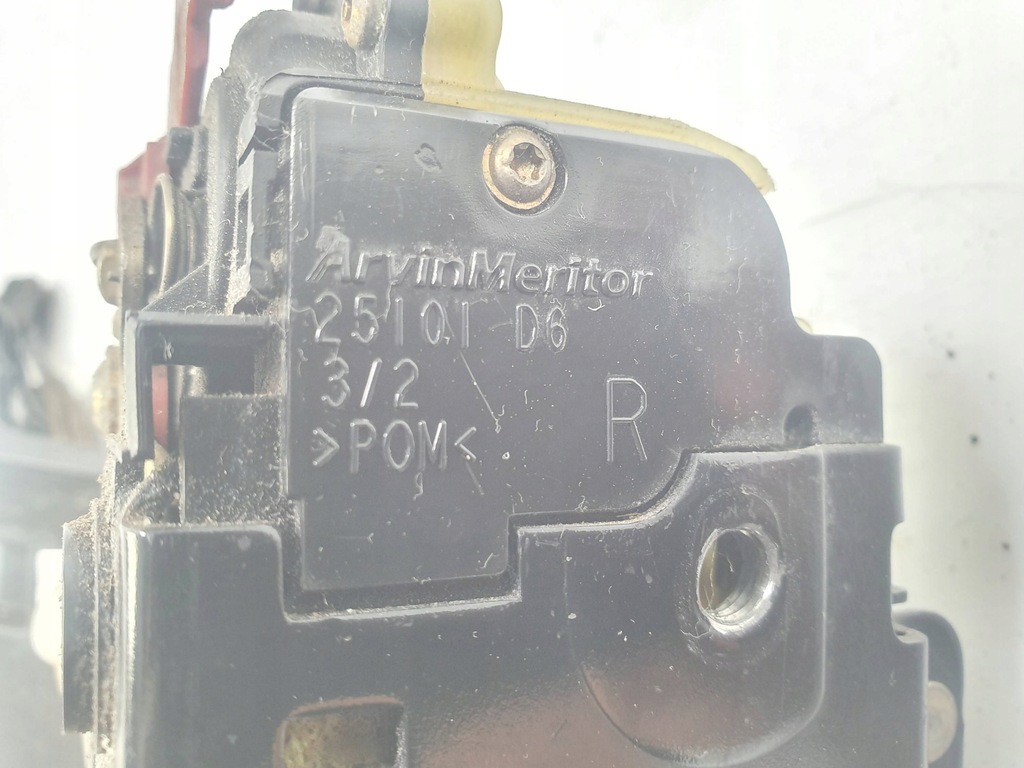 ArvinMeritor
25101 D6
3/2
>POM<
R